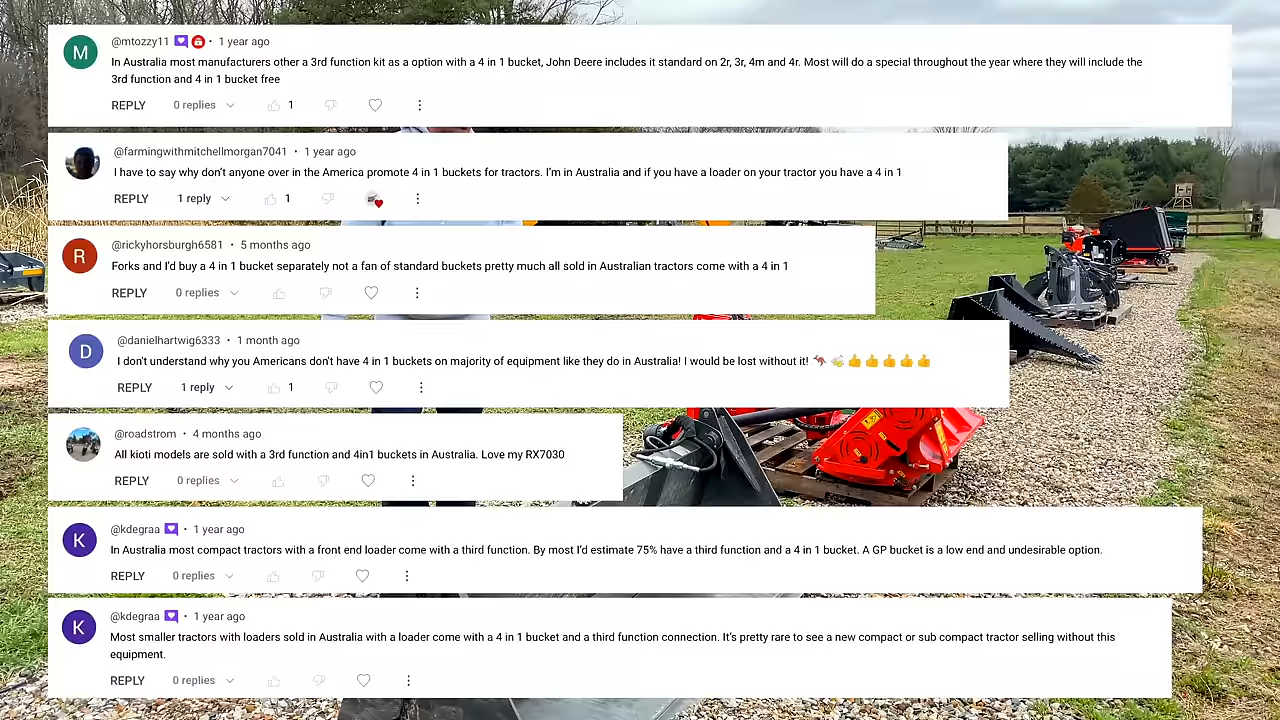 M
@mtozzy11 • 1 year ago
In Australia most manufacturers other a 3rd function kit as a option with a 4 in 1 bucket, John Deere includes it standard on 2r, 3r, 4m and 4r. Most will do a special throughout the year where they will include the
3rd function and 4 in 1 bucket free
REPLY 0 replies 1
@farmingwithmitchellmorgan7041 • 1 year ago
I have to say why don't anyone over in the America promote 4 in 1 buckets for tractors. I'm in Australia and if you have a loader on your tractor you have a 4 in 1
REPLY 1 reply 1
R
@rickyhorsburgh6581 • 5 months ago
Forks and I'd buy a 4 in 1 bucket separately not a fan of standard buckets pretty much all sold in Australian tractors come with a 4 in 1
REPLY 0 replies
D
@danielhartwig6333 • 1 month ago
I don't understand why you Americans don't have 4 in 1 buckets on majority of equipment like they do in Australia! I would be lost without it! 🦘 🍻 👍 👍 👍 👍 👍
REPLY 1 reply 1
@roadstrom • 4 months ago
All kioti models are sold with a 3rd function and 4in1 buckets in Australia. Love my RX7030
REPLY 0 replies
K
@kdegraa • 1 year ago
In Australia most compact tractors with a front end loader come with a third function. By most I'd estimate 75% have a third function and a 4 in 1 bucket. A GP bucket is a low end and undesirable option.
REPLY 0 replies
K
@kdegraa • 1 year ago
Most smaller tractors with loaders sold in Australia with a loader come with a 4 in 1 bucket and a third function connection. It's pretty rare to see a new compact or sub compact tractor selling without this
equipment.
REPLY 0 replies